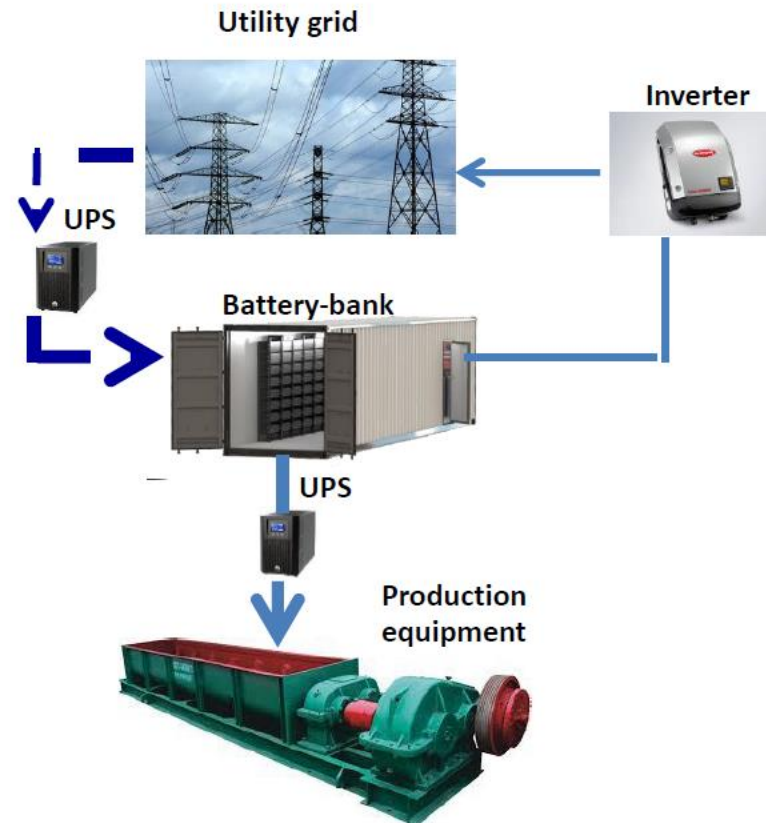 Utility grid
Inverter
UPS
Battery-bank
UPS
Production
equipment